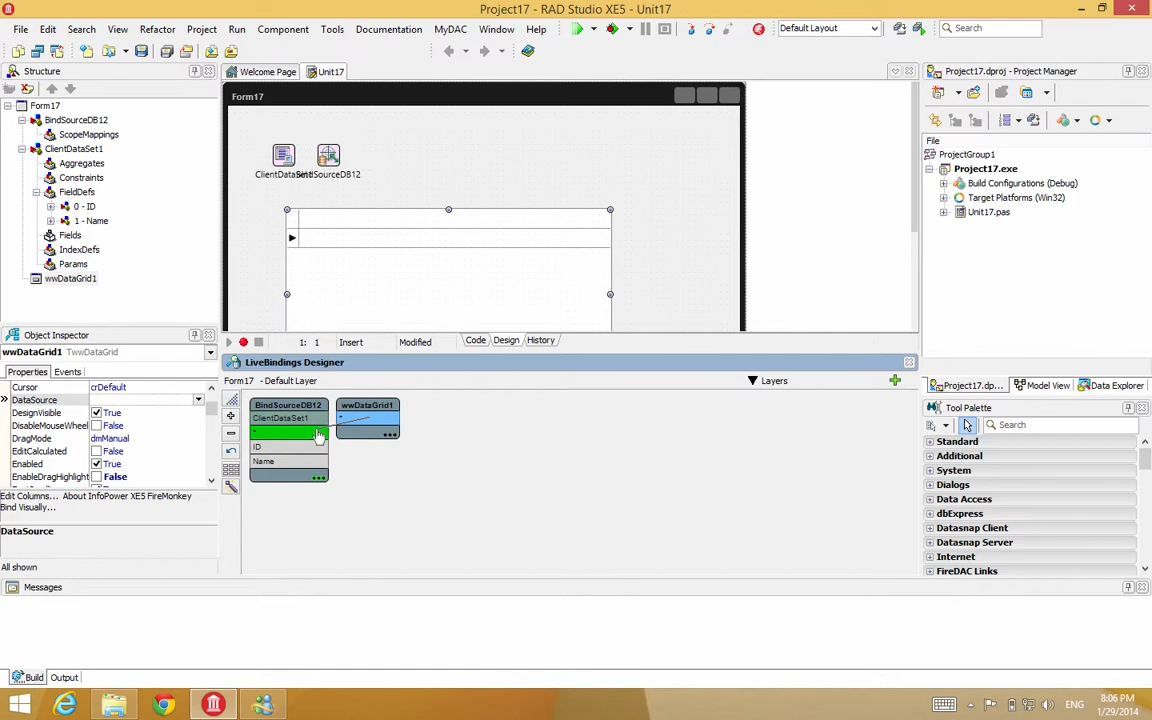 Project17 - RAD Studio XE5 - Unit17
File Edit Search View Refactor Project Run Component Tools Documentation MyDAC Window Help
Default Layout
Search
Structure
Form17
BindSourceDB12
ScopeMappings
ClientDataSet1
Aggregates
Constraints
FieldDefs
0 - ID
1 - Name
Fields
IndexDefs
Params
wwDataGrid1
Object Inspector
wwDataGrid1 TwwDataGrid
Properties Events
Cursor crDefault
DataSource
DesignVisible True
DisableMouseWheel False
DragMode dmManual
EditCalculated False
Enabled True
EnableDragHighlight False
Edit Columns... About InfoPower XE5 FireMonkey
Bind Visually...
DataSource
All shown
Welcome Page
Unit17
Form17
BindSourceDB12
1: 1 Insert Modified Code Design History
LiveBindings Designer
Form17 - Default Layer
Layers
BindSourceDB12
ClientDataSet1
*
ID
Name
wwDataGrid1
*
Project17.dproj - Project Manager
File
ProjectGroup1
Project17.exe
Build Configurations (Debug)
Target Platforms (Win32)
Unit17.pas
Project17.dp... Model View Data Explorer
Tool Palette
Search
Standard
Additional
System
Dialogs
Data Access
dbExpress
Datasnap Client
Datasnap Server
Internet
FireDAC Links
Messages
Build Output
ENG
8:06 PM
1/29/2014